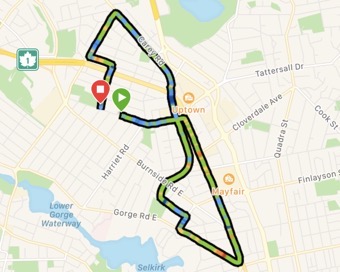 1
Carey Rd
Tattersall Dr
Uptown
Cloverdale Ave
Cook St
Quadra St
Harriet Rd
Burnside Rd E
Finlayson S
Mayfair
Lower
Gorge
Waterway
Gorge Rd E
Selkirk